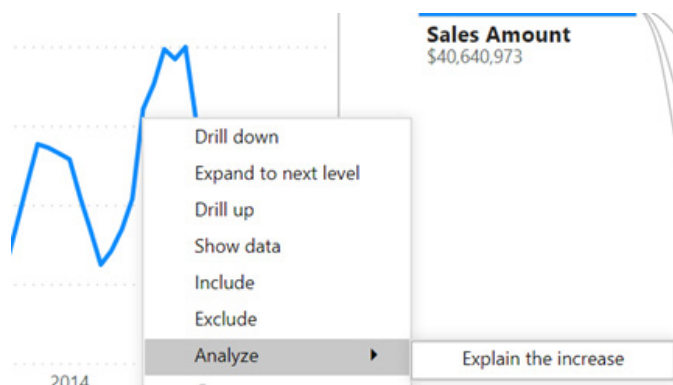 Sales Amount
$40,640,973
Drill down
Expand to next level
Drill up
Show data
Include
Exclude
Analyze
Explain the increase
2014